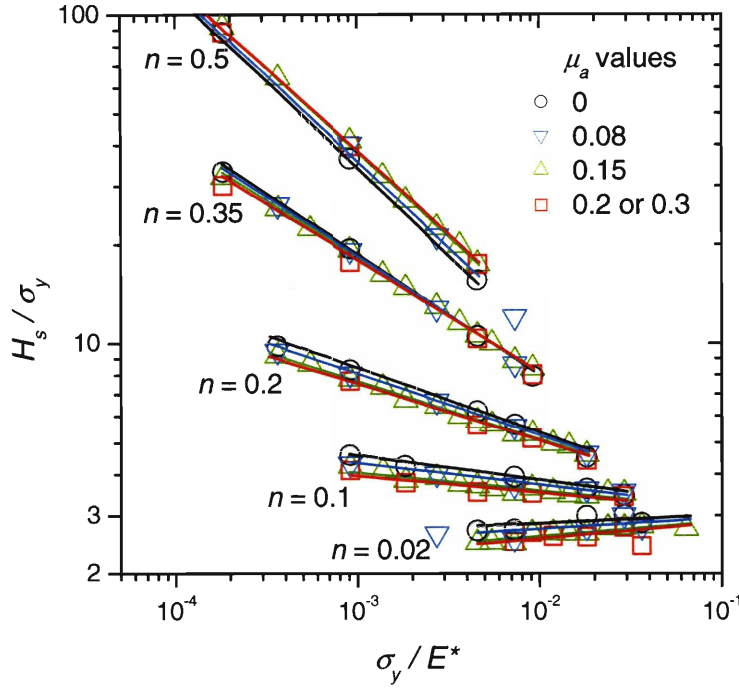 100
n = 0.5
μa values
0
0.08
0.15
0.2 or 0.3
n = 0.35
Hs / σy
10
n = 0.2
n = 0.1
3
n = 0.02
2
10-4
10-3
10-2
10-1
σy / E*